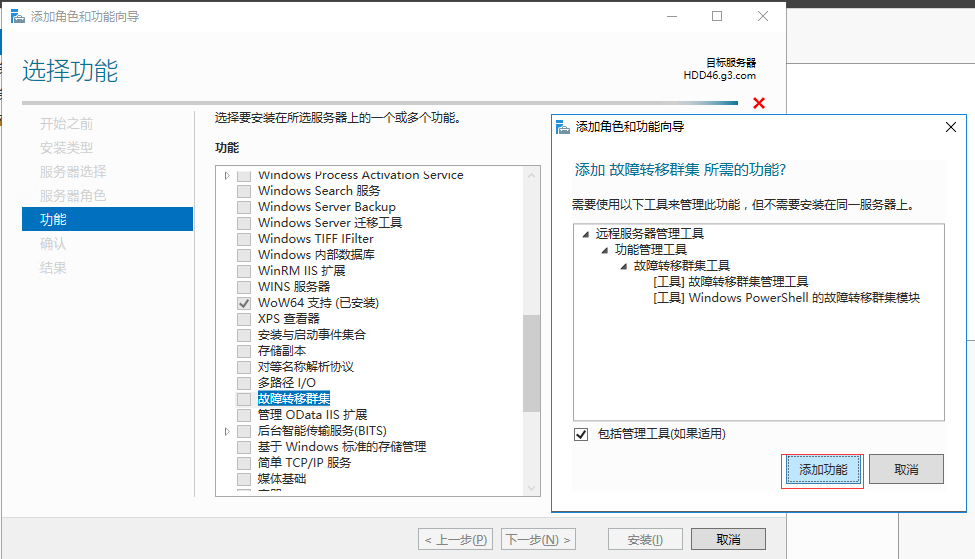 添加角色和功能向导
选择功能
目标服务器
HDD46.g3.com
开始之前
安装类型
服务器选择
服务器角色
功能
确认
结果
选择要安装在所选服务器上的一个或多个功能。
功能
Windows Process Activation Service
Windows Search 服务
Windows Server Backup
Windows Server 迁移工具
Windows TIFF IFilter
Windows 内部数据库
WinRM IIS 扩展
WINS 服务器
WoW64 支持 (已安装)
XPS 查看器
安装与启动事件集合
存储副本
对等名称解析协议
多路径 I/O
故障转移群集
管理 OData IIS 扩展
后台智能传输服务(BITS)
基于 Windows 标准的存储管理
简单 TCP/IP 服务
媒体基础
< 上一步(P)
下一步(N) >
安装(I)
取消
添加角色和功能向导
添加 故障转移群集 所需的功能?
需要使用以下工具来管理此功能，但不需要安装在同一服务器上。
远程服务器管理工具
功能管理工具
故障转移群集工具
[工具] 故障转移群集管理工具
[工具] Windows PowerShell 的故障转移群集模块
包括管理工具(如果适用)
添加功能
取消